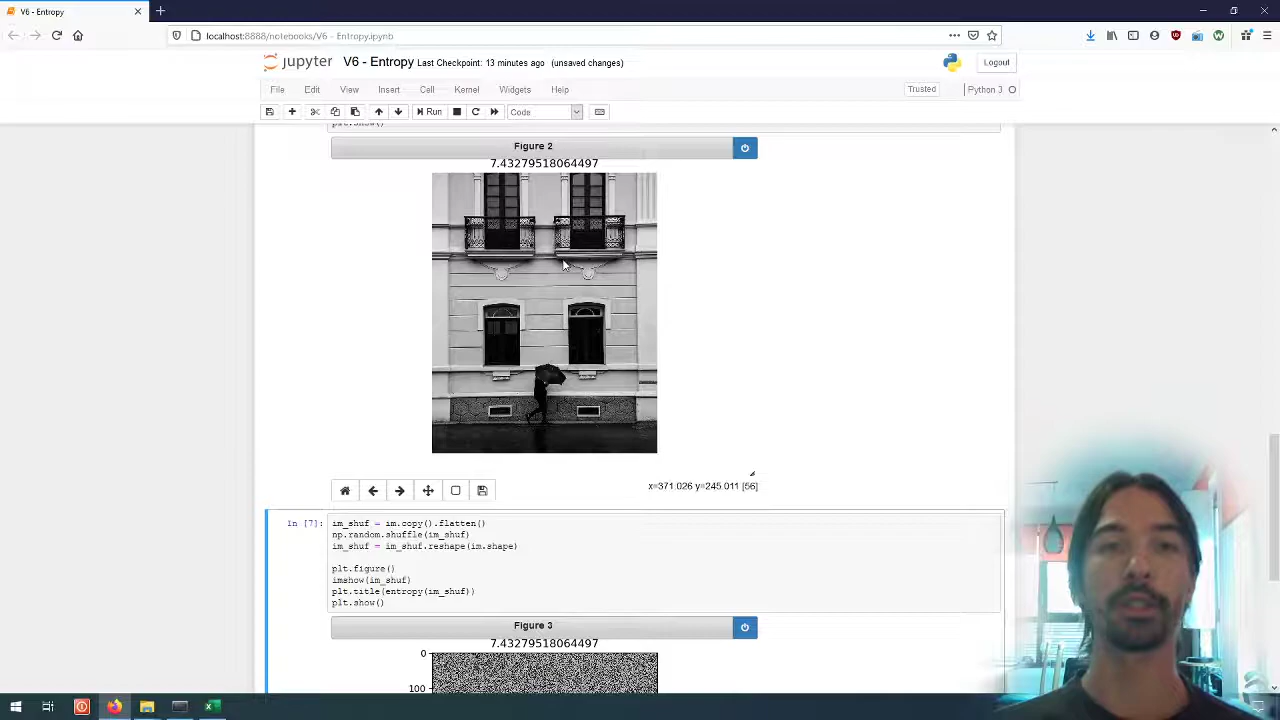 V6 - Entropy
localhost:8888/notebooks/V6 - Entropy.ipynb
jupyter V6 - Entropy Last Checkpoint: 13 minutes ago (unsaved changes)
Logout
File Edit View Insert Cell Kernel Widgets Help
Trusted
Python 3
Run
Code
plt.show()
Figure 2
7.43279518064497
x=371.026 y=245.011 [56]
In [7]:
im_shuf = im.copy().flatten()
np.random.shuffle(im_shuf)
im_shuf = im_shuf.reshape(im.shape)
plt.figure()
imshow(im_shuf)
plt.title(entropy(im_shuf))
plt.show()
Figure 3
7.43279518064497
0
100